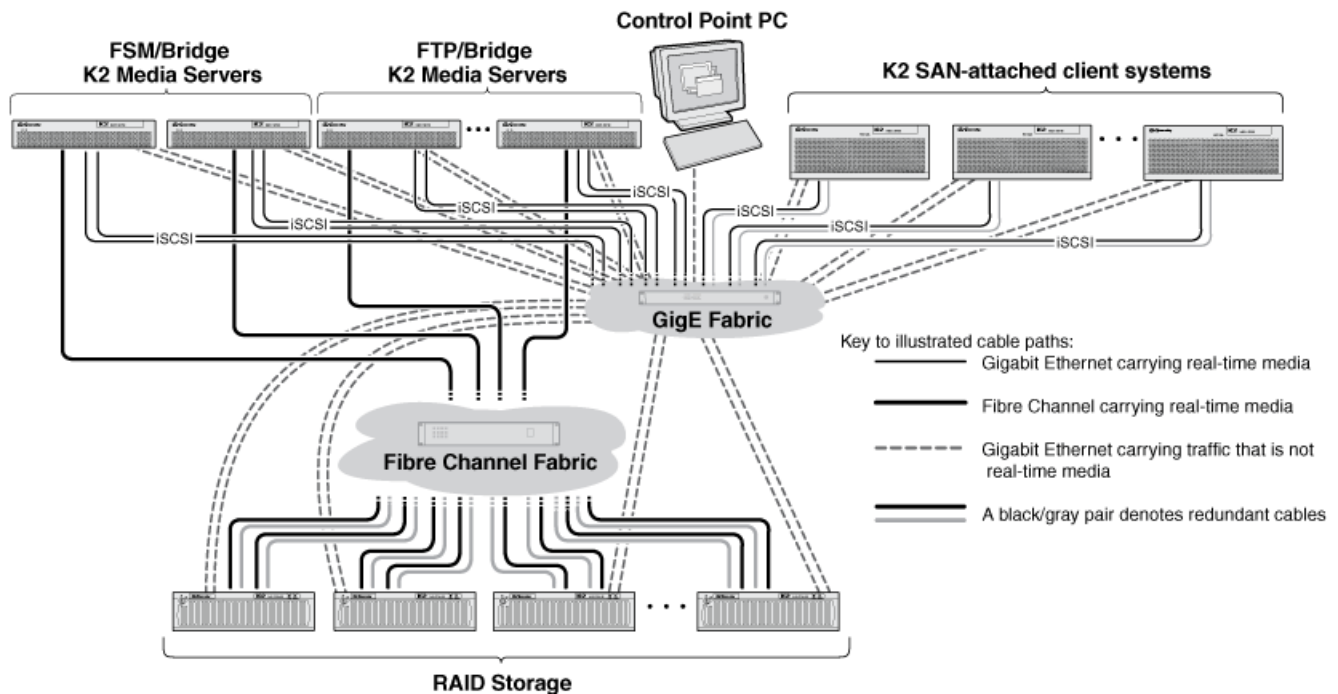 Control Point PC
FSM/Bridge
K2 Media Servers
FTP/Bridge
K2 Media Servers
K2 SAN-attached client systems
iSCSI
iSCSI
iSCSI
iSCSI
iSCSI
iSCSI
iSCSI
GigE Fabric
Key to illustrated cable paths:
Gigabit Ethernet carrying real-time media
Fibre Channel carrying real-time media
Gigabit Ethernet carrying traffic that is not
real-time media
A black/gray pair denotes redundant cables
Fibre Channel Fabric
RAID Storage